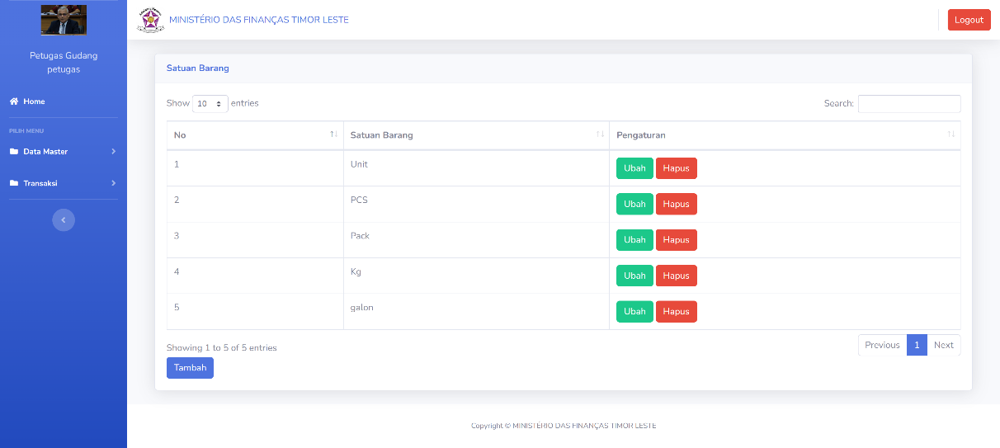 MINISTÉRIO DAS FINANÇAS TIMOR LESTE
Logout
Petugas Gudang
petugas
Home
PILIH MENU
Data Master
Transaksi
Satuan Barang
Show 10 entries
Search:
No Satuan Barang Pengaturan
1 Unit Ubah Hapus
2 PCS Ubah Hapus
3 Pack Ubah Hapus
4 Kg Ubah Hapus
5 galon Ubah Hapus
Showing 1 to 5 of 5 entries
Previous 1 Next
Tambah
Copyright © MINISTÉRIO DAS FINANÇAS TIMOR LESTE